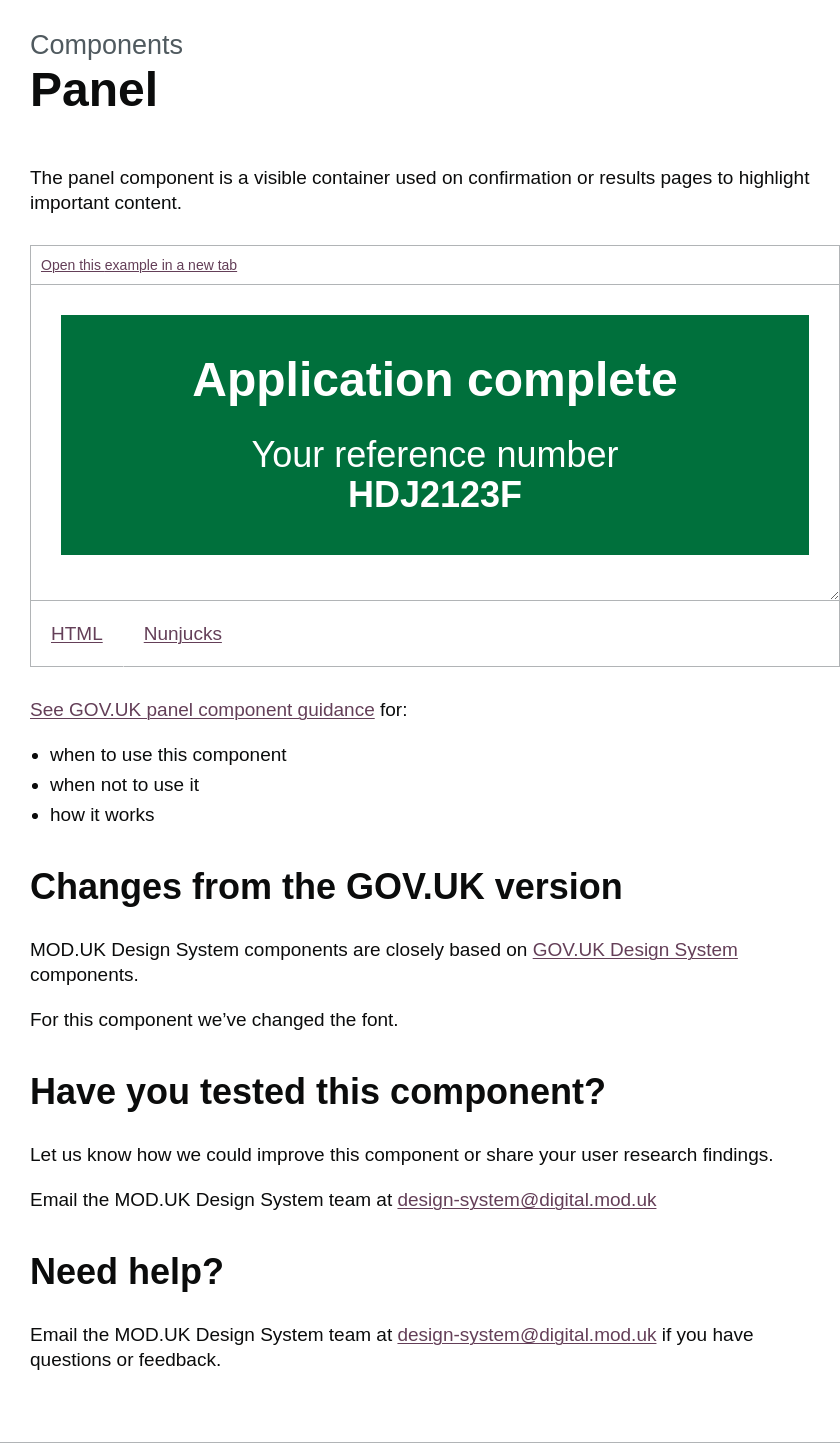 Components
Panel
The panel component is a visible container used on confirmation or results pages to highlight
important content.
Open this example in a new tab
Application complete
Your reference number
HDJ2123F
HTML
Nunjucks
See GOV.UK panel component guidance for:
• when to use this component
• when not to use it
• how it works
Changes from the GOV.UK version
MOD.UK Design System components are closely based on GOV.UK Design System
components.
For this component we’ve changed the font.
Have you tested this component?
Let us know how we could improve this component or share your user research findings.
Email the MOD.UK Design System team at design-system@digital.mod.uk
Need help?
Email the MOD.UK Design System team at design-system@digital.mod.uk if you have
questions or feedback.